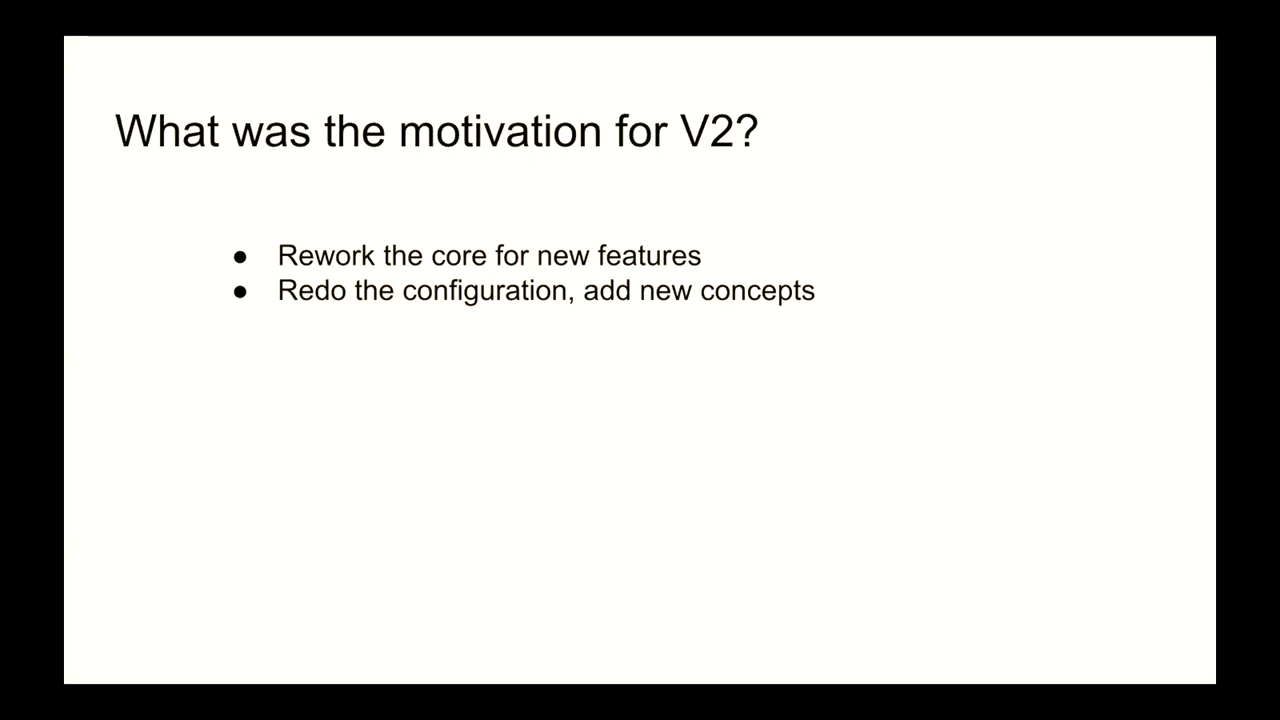 What was the motivation for V2?
● Rework the core for new features
● Redo the configuration, add new concepts